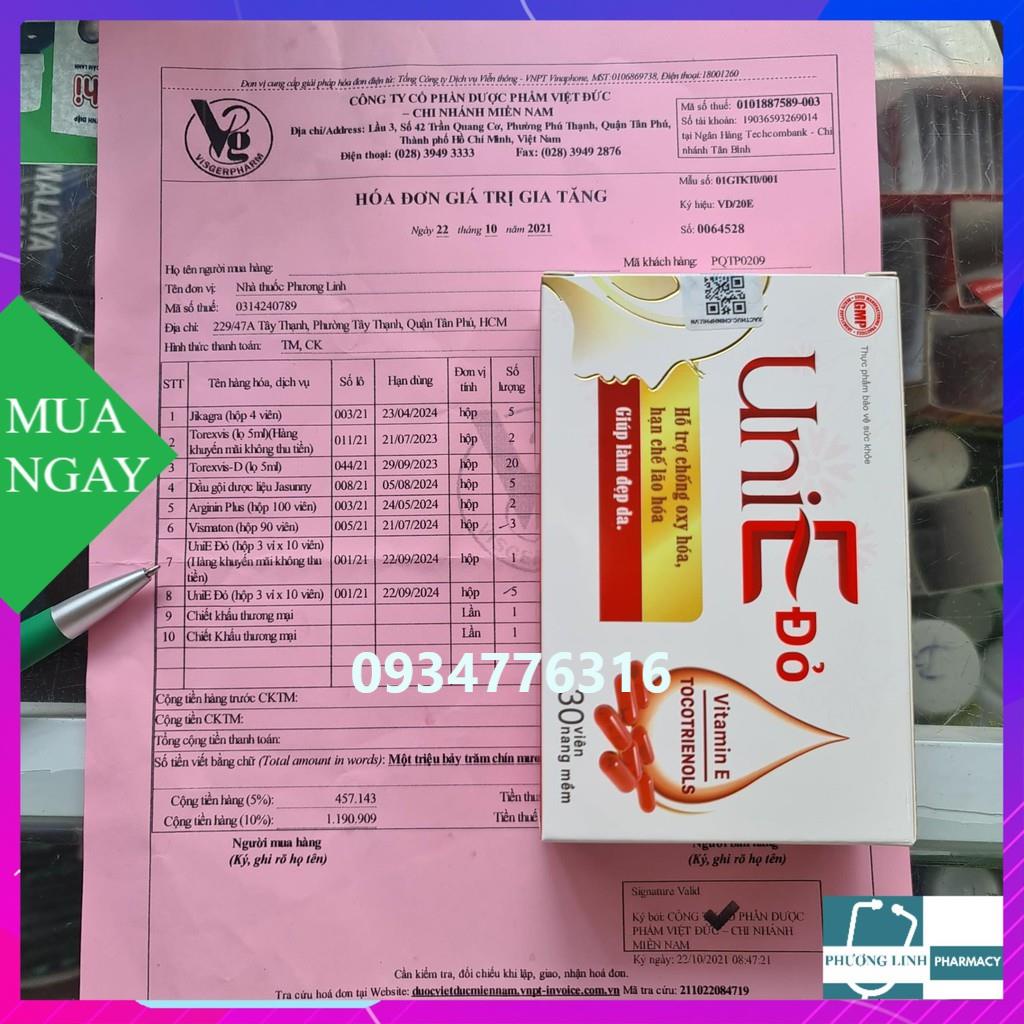 Đơn vị cung cấp giải pháp hóa đơn điện tử: Tổng Công ty Dịch vụ Viễn thông - VNPT Vinaphone, MST: 0106869738, Điện thoại: 18001260
VPg
VISGERPHARM
CÔNG TY CỔ PHẦN DƯỢC PHẨM VIỆT ĐỨC
– CHI NHÁNH MIỀN NAM
Địa chỉ/Address: Lầu 3, Số 42 Trần Quang Cơ, Phường Phú Thạnh, Quận Tân Phú,
Thành phố Hồ Chí Minh, Việt Nam
Điện thoại: (028) 3949 3333 Fax: (028) 3949 2876
Mã số thuế: 0101887589-003
Số tài khoản: 19036593269014
tại Ngân Hàng Techcombank - Chi
nhánh Tân Bình
HÓA ĐƠN GIÁ TRỊ GIA TĂNG
Ngày 22 tháng 10 năm 2021
Mẫu số: 01GTKT0/001
Ký hiệu: VD/20E
Số: 0064528
Họ tên người mua hàng:
Mã khách hàng: PQTP0209
Tên đơn vị: Nhà thuốc Phương Linh
Mã số thuế: 0314240789
Địa chỉ: 229/47A Tây Thạnh, Phường Tây Thạnh, Quận Tân Phú, HCM
Hình thức thanh toán: TM, CK
STT Tên hàng hóa, dịch vụ Số lô Hạn dùng Đơn vị tính Số lượng
1 Jikagra (hộp 4 viên) 003/21 23/04/2024 hộp 5
2 Torexvis (lọ 5ml)(Hàng khuyến mãi không thu tiền) 011/21 21/07/2023 hộp 2
3 Torexvis-D (lọ 5ml) 044/21 29/09/2023 hộp 20
4 Dầu gội dược liệu Jasunny 008/21 05/08/2024 hộp 5
5 Arginin Plus (hộp 100 viên) 003/21 24/05/2024 hộp 2
6 Vismaton (hộp 90 viên) 005/21 21/07/2024 hộp 3
7 UniE Đỏ (hộp 3 vỉ x 10 viên) (Hàng khuyến mãi không thu tiền) 001/21 22/09/2024 hộp 1
8 UniE Đỏ (hộp 3 vỉ x 10 viên) 001/21 22/09/2024 hộp 5
9 Chiết khấu thương mại Lần 1
10 Chiết Khấu thương mại Lần 1
Cộng tiền hàng trước CKTM:
Cộng tiền CKTM:
Tổng cộng tiền thanh toán:
Số tiền viết bằng chữ (Total amount in words): Một triệu bảy trăm chín mươ
Cộng tiền hàng (5%): 457.143 Tiền thu
Cộng tiền hàng (10%): 1.190.909 Tiền thuế
Người mua hàng
(Ký, ghi rõ họ tên)
(Ký, ghi rõ họ tên)
Signature Valid
Ký bởi: CÔNG PHẦN DƯỢC
PHẨM VIỆT ĐỨC – CHI NHÁNH
MIỀN NAM
Ký ngày: 22/10/2021 08:47:21
Cần kiểm tra, đối chiếu khi lập, giao, nhận hoá đơn.
Tra cứu hoá đơn tại Website: duocvietducmiennam.vnpt-invoice.com.vn Mã tra cứu: 211022084719
MUA
NGAY
0934776316
MALAYA
XACTHUC.CHINHPHU.VN
GMP
Thực phẩm bảo vệ sức khỏe
UniE ĐỎ
Hỗ trợ chống oxy hóa,
hạn chế lão hóa
Giúp làm đẹp da.
Vitamin E
TOCOTRIENOLS
30 viên
nang mềm
PHƯƠNG LINH PHARMACY